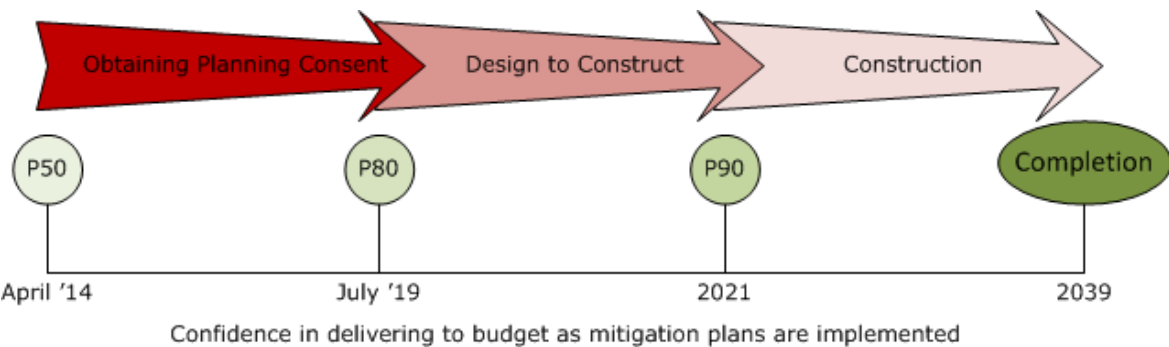 Obtaining Planning Consent
Design to Construct
Construction
P50
P80
P90
Completion
April '14
July '19
2021
2039
Confidence in delivering to budget as mitigation plans are implemented